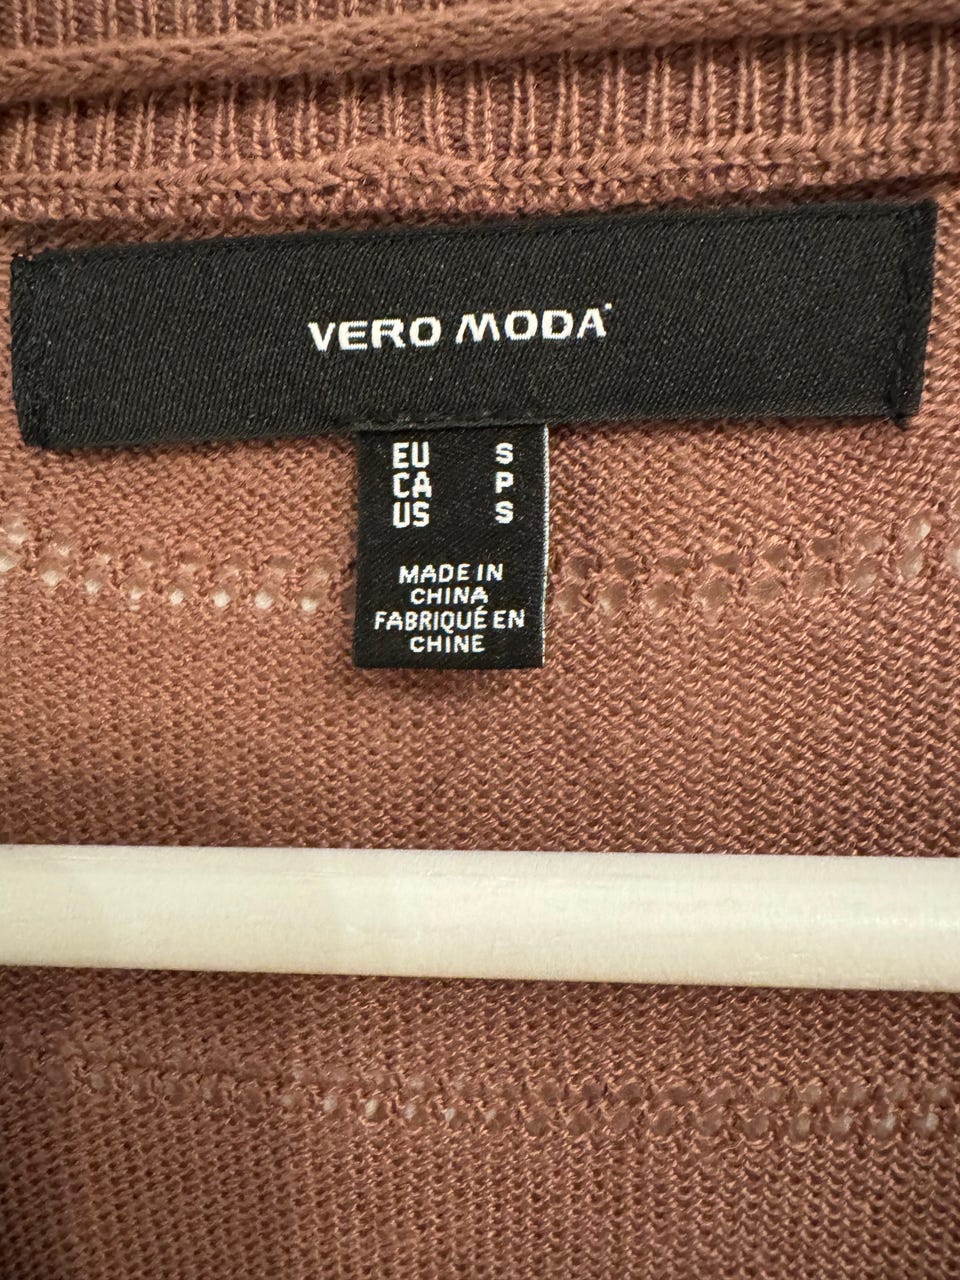 VERO MODA
EU S
CA P
US S
MADE IN
CHINA
FABRIQUÉ EN
CHINE